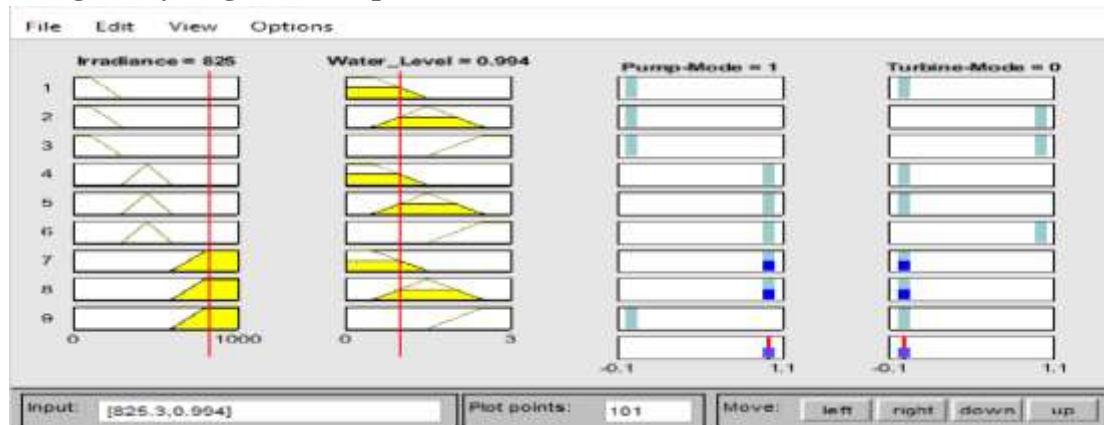 File Edit View Options
Irradiance = 825 Water_Level = 0.994 Pump-Mode = 1 Turbine-Mode = 0
1
2
3
4
5
6
7
8
9
0 1000 0 3
-0.1 1.1 -0.1 1.1
Input: [825.3,0.994] Plot points: 101 Move: left right down up